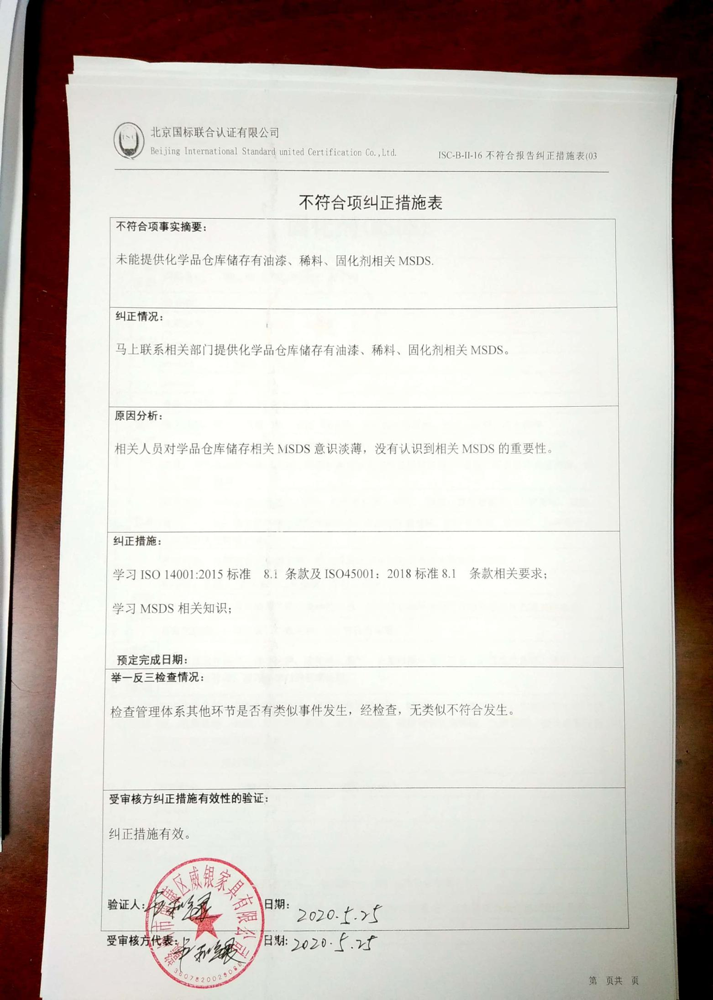 ISC
北京国标联合认证有限公司
Beijing International Standard united Certification Co.,Ltd.
ISC-B-II-16 不符合报告纠正措施表(03
不符合项纠正措施表
不符合项事实摘要：
未能提供化学品仓库储存有油漆、稀料、固化剂相关 MSDS.
纠正情况：
马上联系相关部门提供化学品仓库储存有油漆、稀料、固化剂相关 MSDS。
原因分析：
相关人员对学品仓库储存相关 MSDS 意识淡薄，没有认识到相关 MSDS 的重要性。
纠正措施：
学习 ISO 14001:2015 标准 8.1 条款及 ISO45001：2018 标准 8.1 条款相关要求；
学习 MSDS 相关知识；
预定完成日期：
举一反三检查情况：
检查管理体系其他环节是否有类似事件发生，经检查，无类似不符合发生。
受审核方纠正措施有效性的验证：
纠正措施有效。
验证人： 日期： 2020.5.25
受审核方代表： 日期: 2020.5.25
赣州市南康区威银家具有限公司
第 页共 页